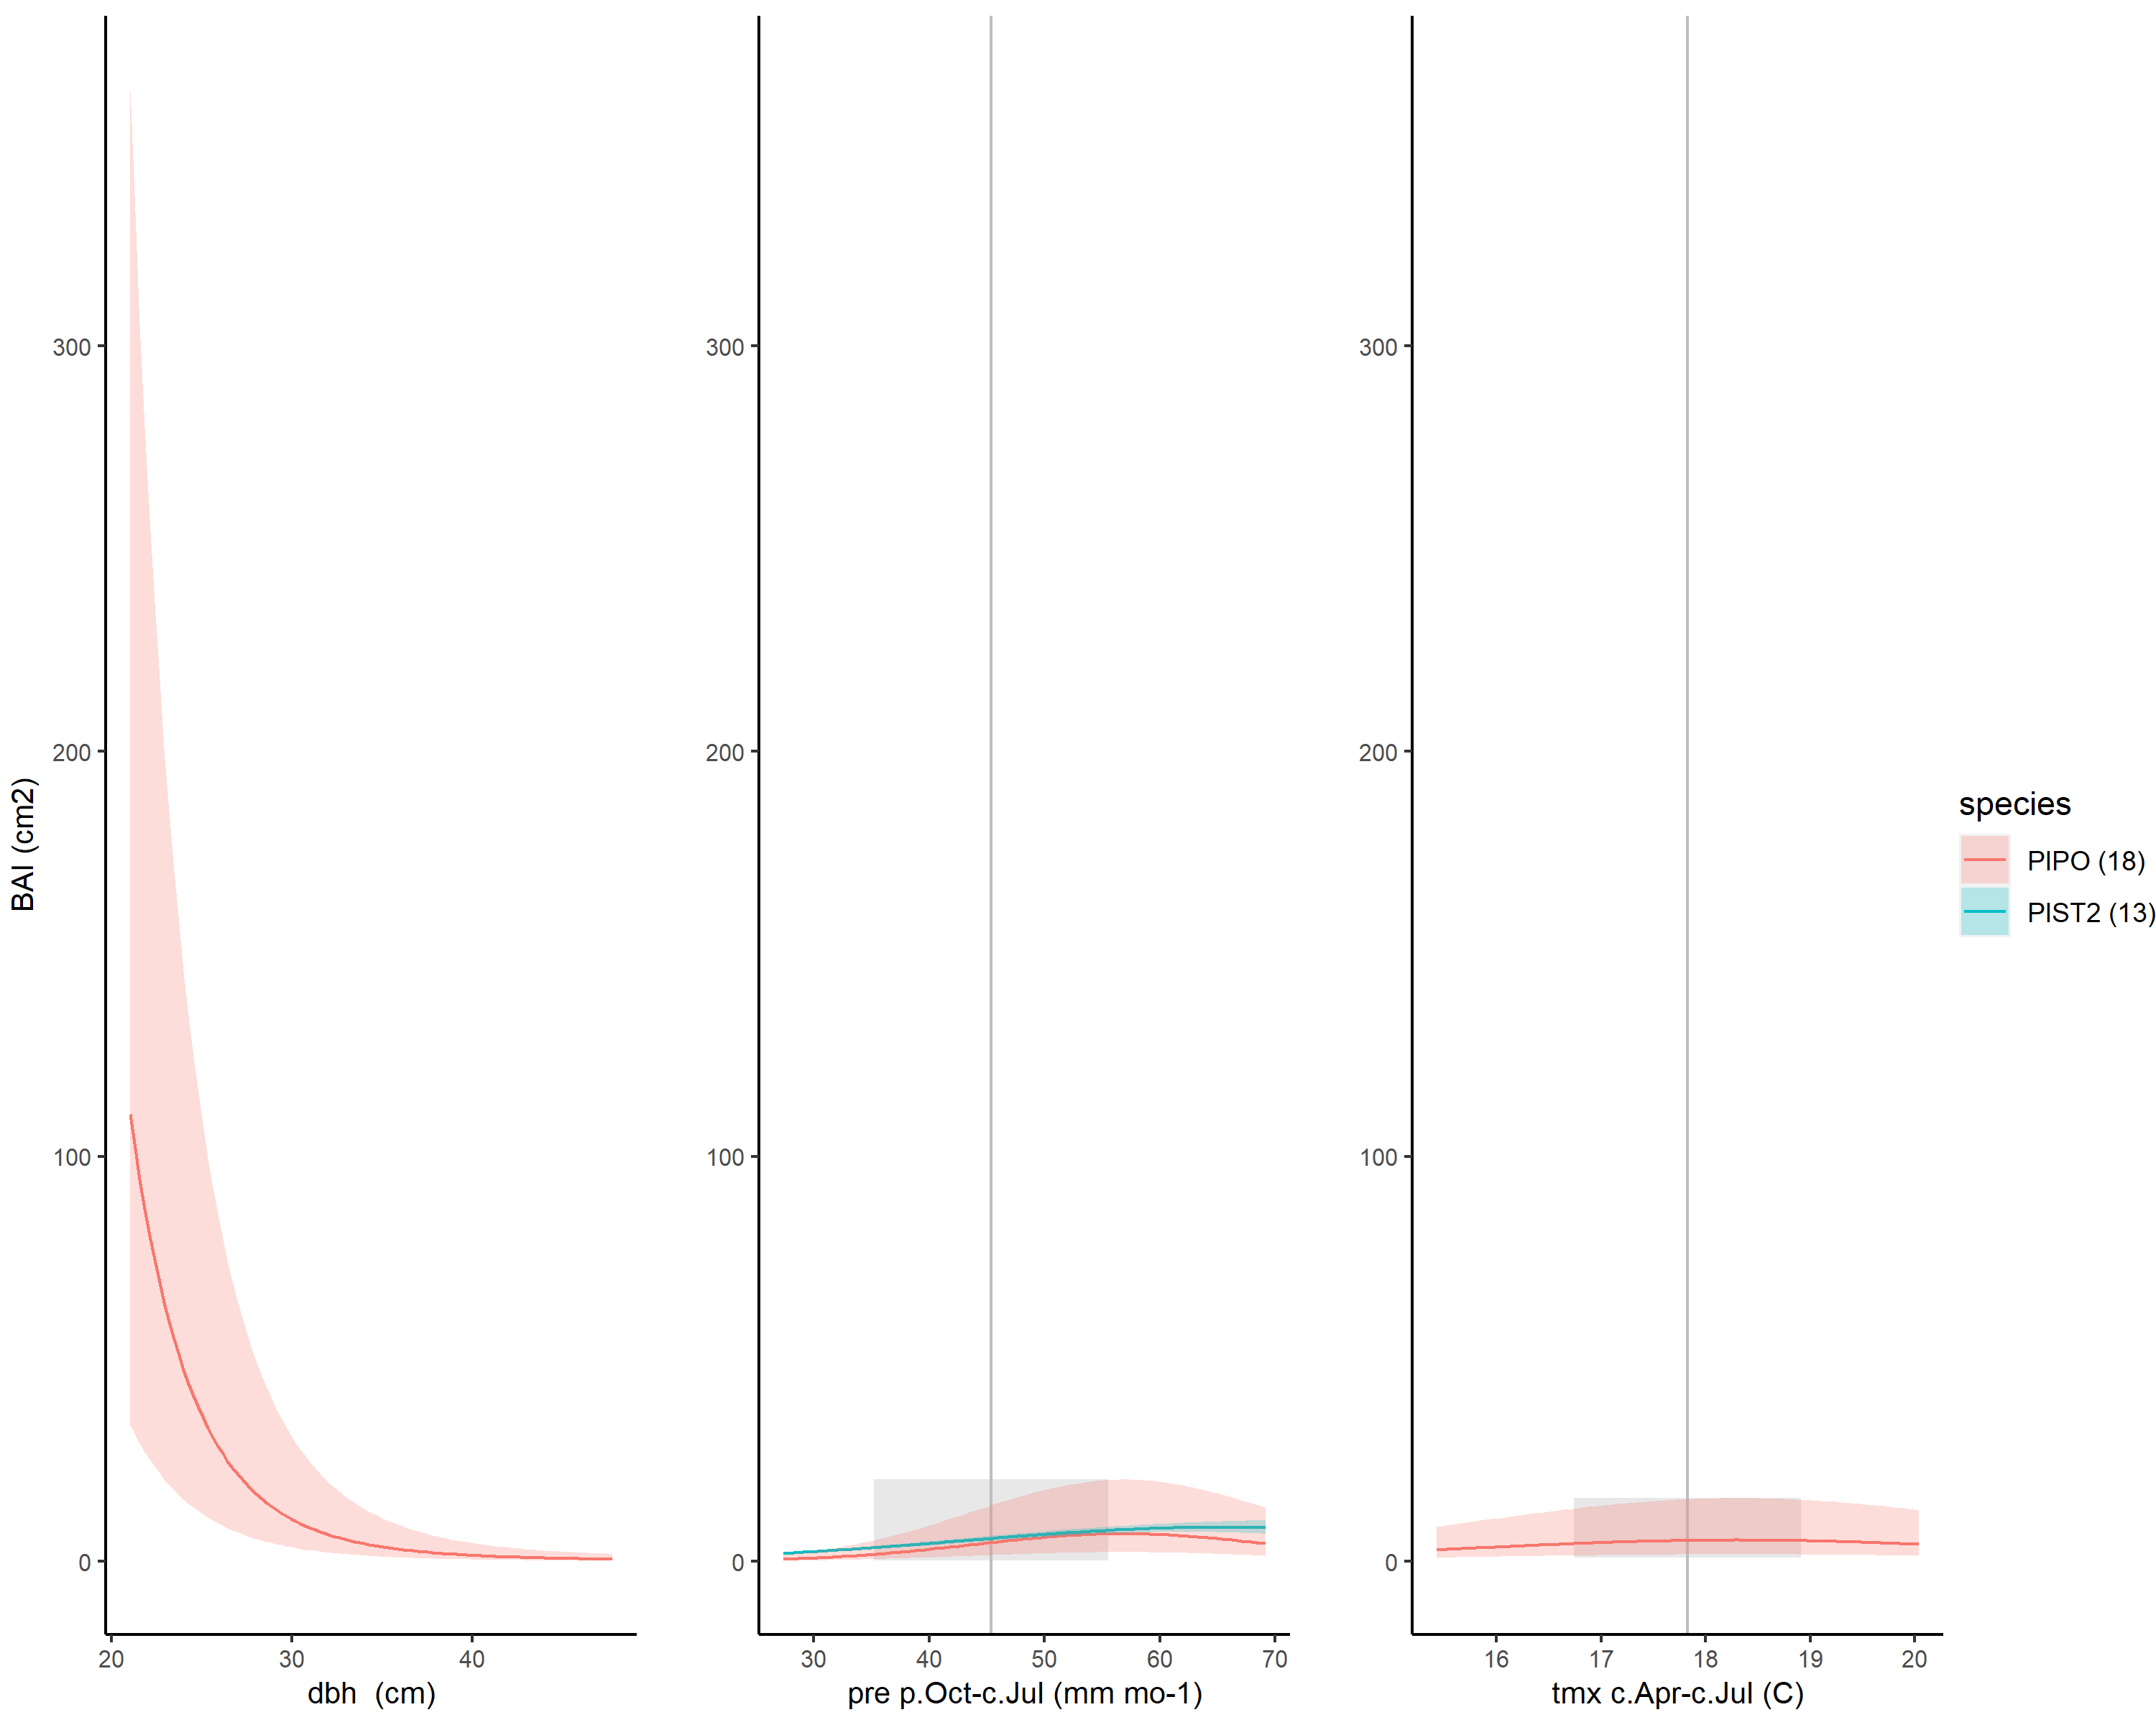 BAI (cm2)
300
200
100
0
20 30 40
dbh  (cm)
300
200
100
0
30 40 50 60 70
pre p.Oct-c.Jul (mm mo-1)
300
200
100
0
16 17 18 19 20
tmx c.Apr-c.Jul (C)
species
PIPO (18)
PIST2 (13)